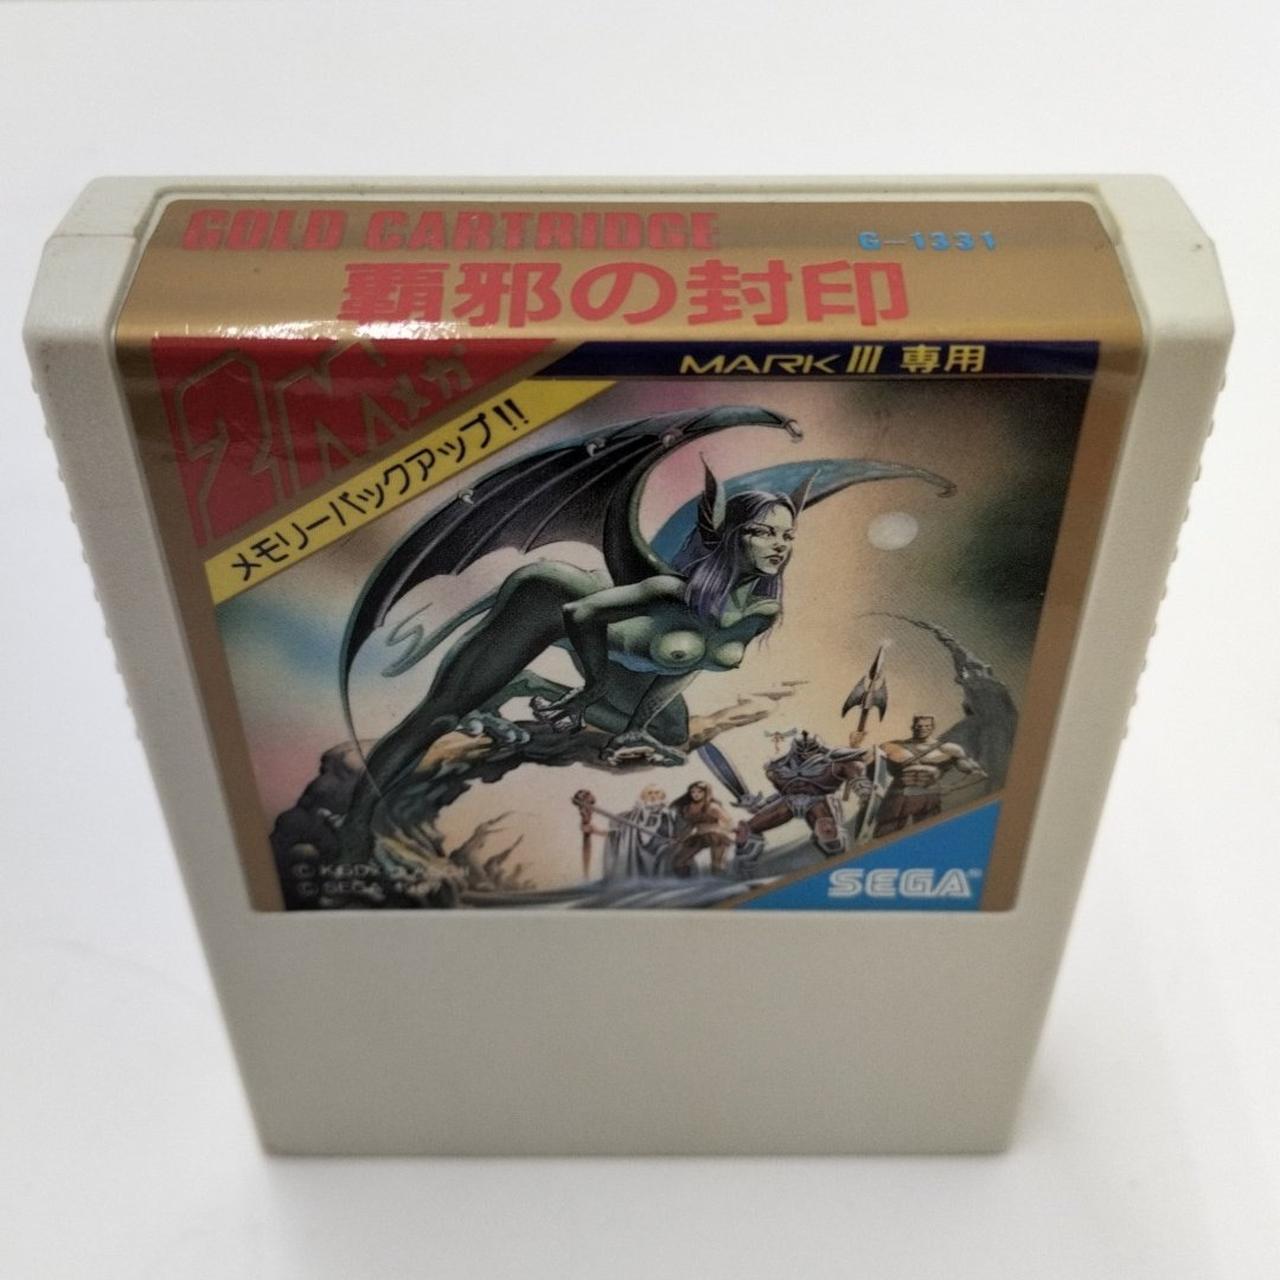 GOLD CARTRIDGE
G-1331
覇邪の封印
MARK III 専用
2Mメガ
メモリーバックアップ!!
© SEGA
SEGA®